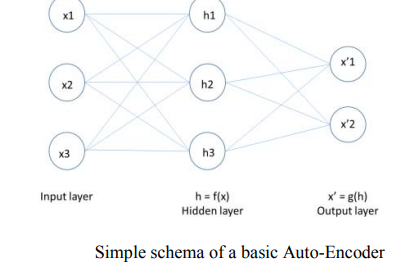 x1
h1
x'1
x2
h2
x'2
x3
h3
Input layer
h = f(x)
Hidden layer
x' = g(h)
Output layer
Simple schema of a basic Auto-Encoder